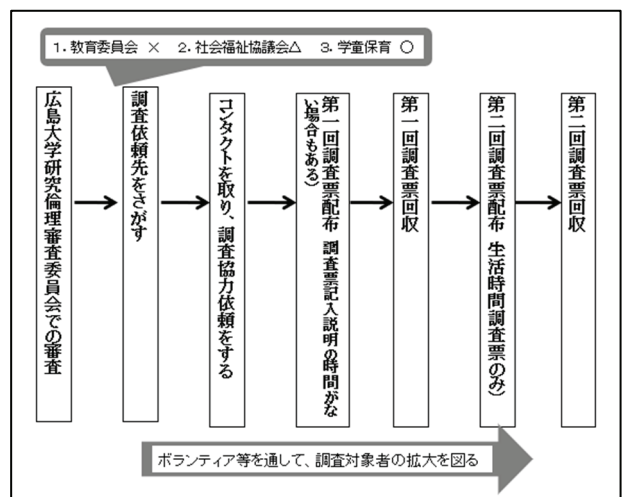 1. 教育委員会 × 2. 社会福祉協議会△ 3. 学童保育 ○
広島大学研究倫理審査委員会での審査
調査依頼先をさがす
コンタクトを取り、調査協力依頼をする
第一回調査票配布 調査票記入説明の時間がな
い場合もある)
第一回調査票回収
第二回調査票配布 生活時間調査票のみ)
第二回調査票回収
ボランティア等を通して、調査対象者の拡大を図る